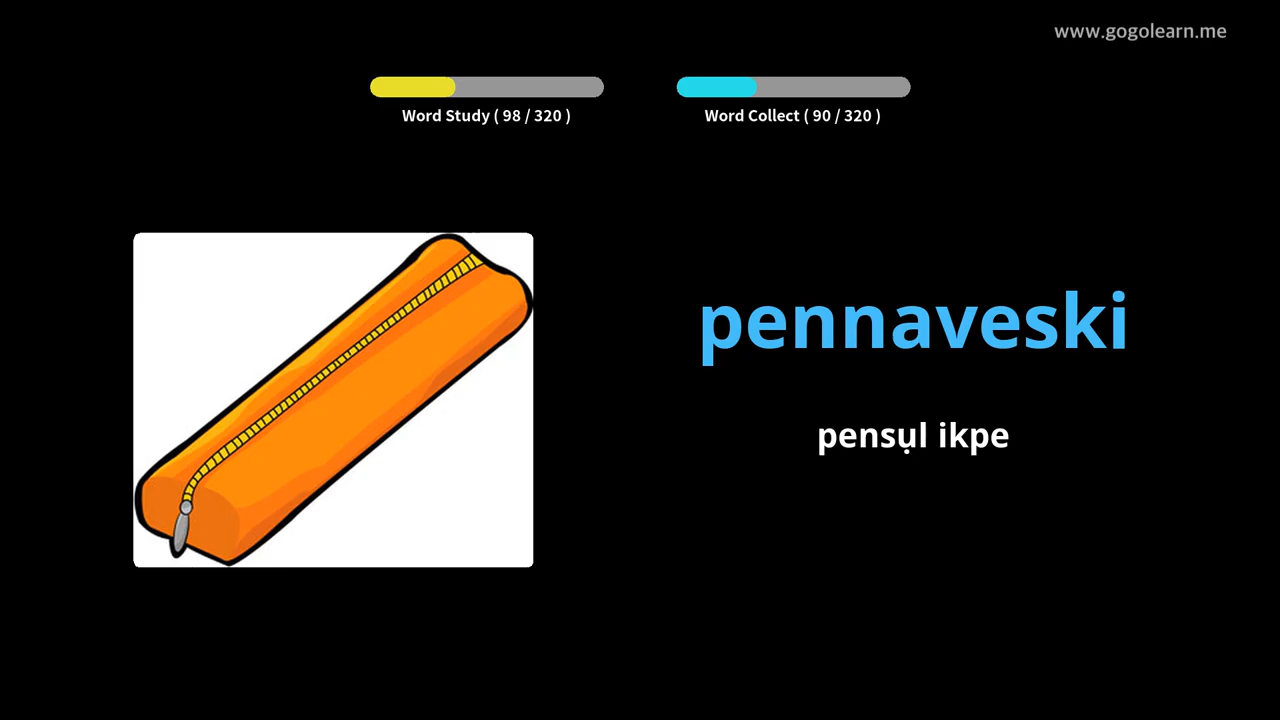 www.gogolearn.me
Word Study ( 98 / 320 )
Word Collect ( 90 / 320 )
pennaveski
pensụl ikpe